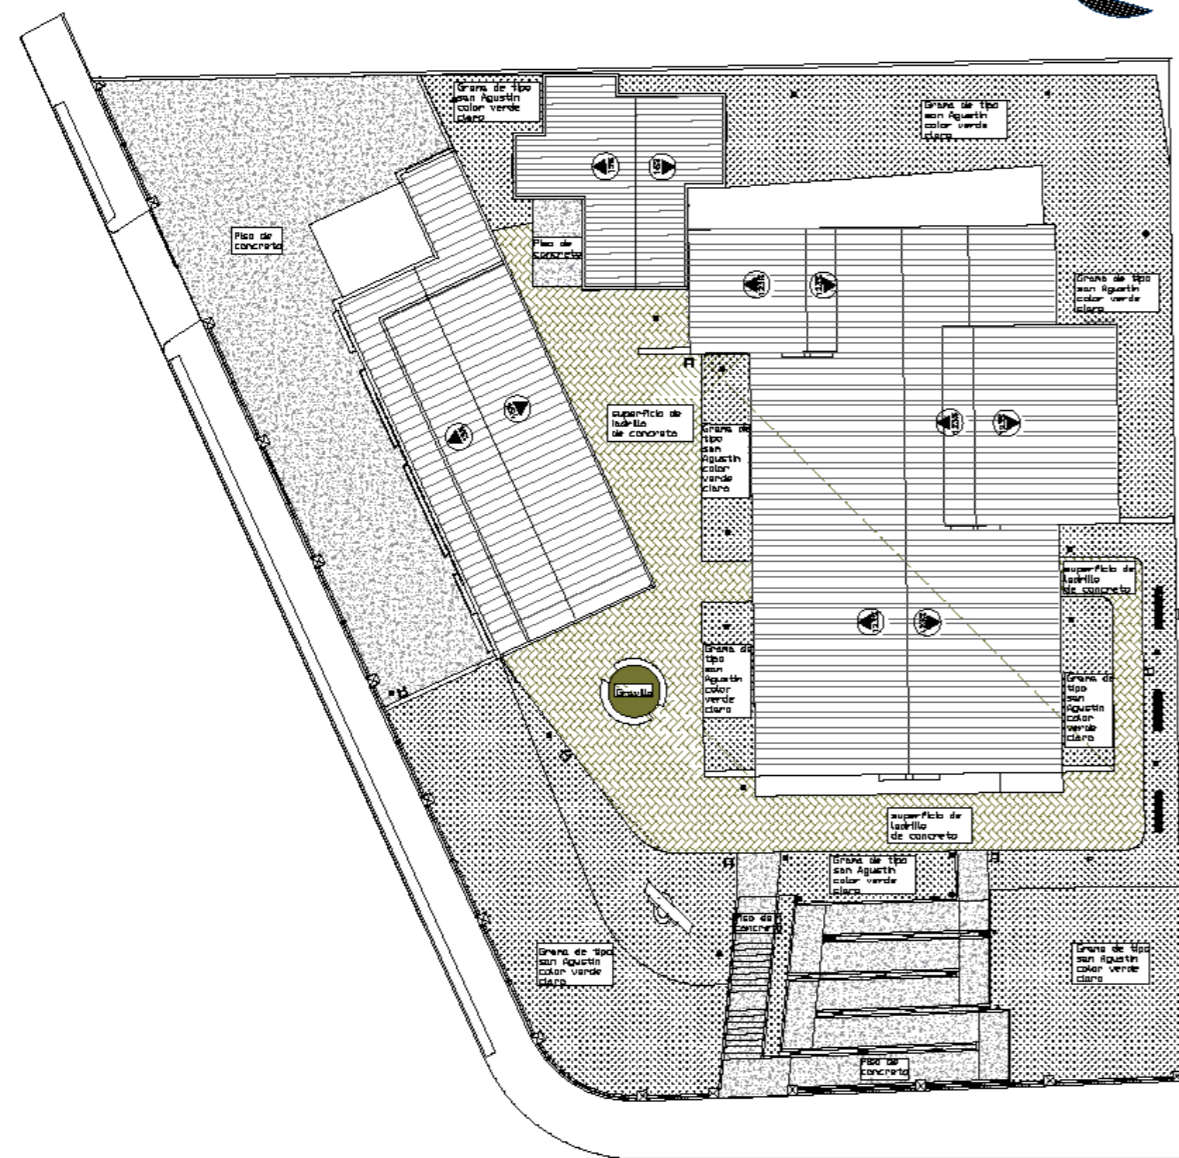 Grama de tipo
san Agustin
color verde
claro
Grama de tipo
san Agustin
color verde
claro
Piso de
concreto
Piso de
concreto
Grama de tipo
san Agustin
color verde
claro
superficie de
ladrillo
de concreto
Grama de
tipo
san
Agustin
color
verde
claro
superficie de
ladrillo
de concreto
Grama de
tipo
san
Agustin
color
verde
claro
Gravilla
Grama de
tipo
san
Agustin
color
verde
claro
superficie de
ladrillo
de concreto
Grama de tipo
san Agustin
color verde
claro
Piso de
concreto
Grama de tipo
san Agustin
color verde
claro
Grama de tipo
san Agustin
color verde
claro
Piso de
concreto